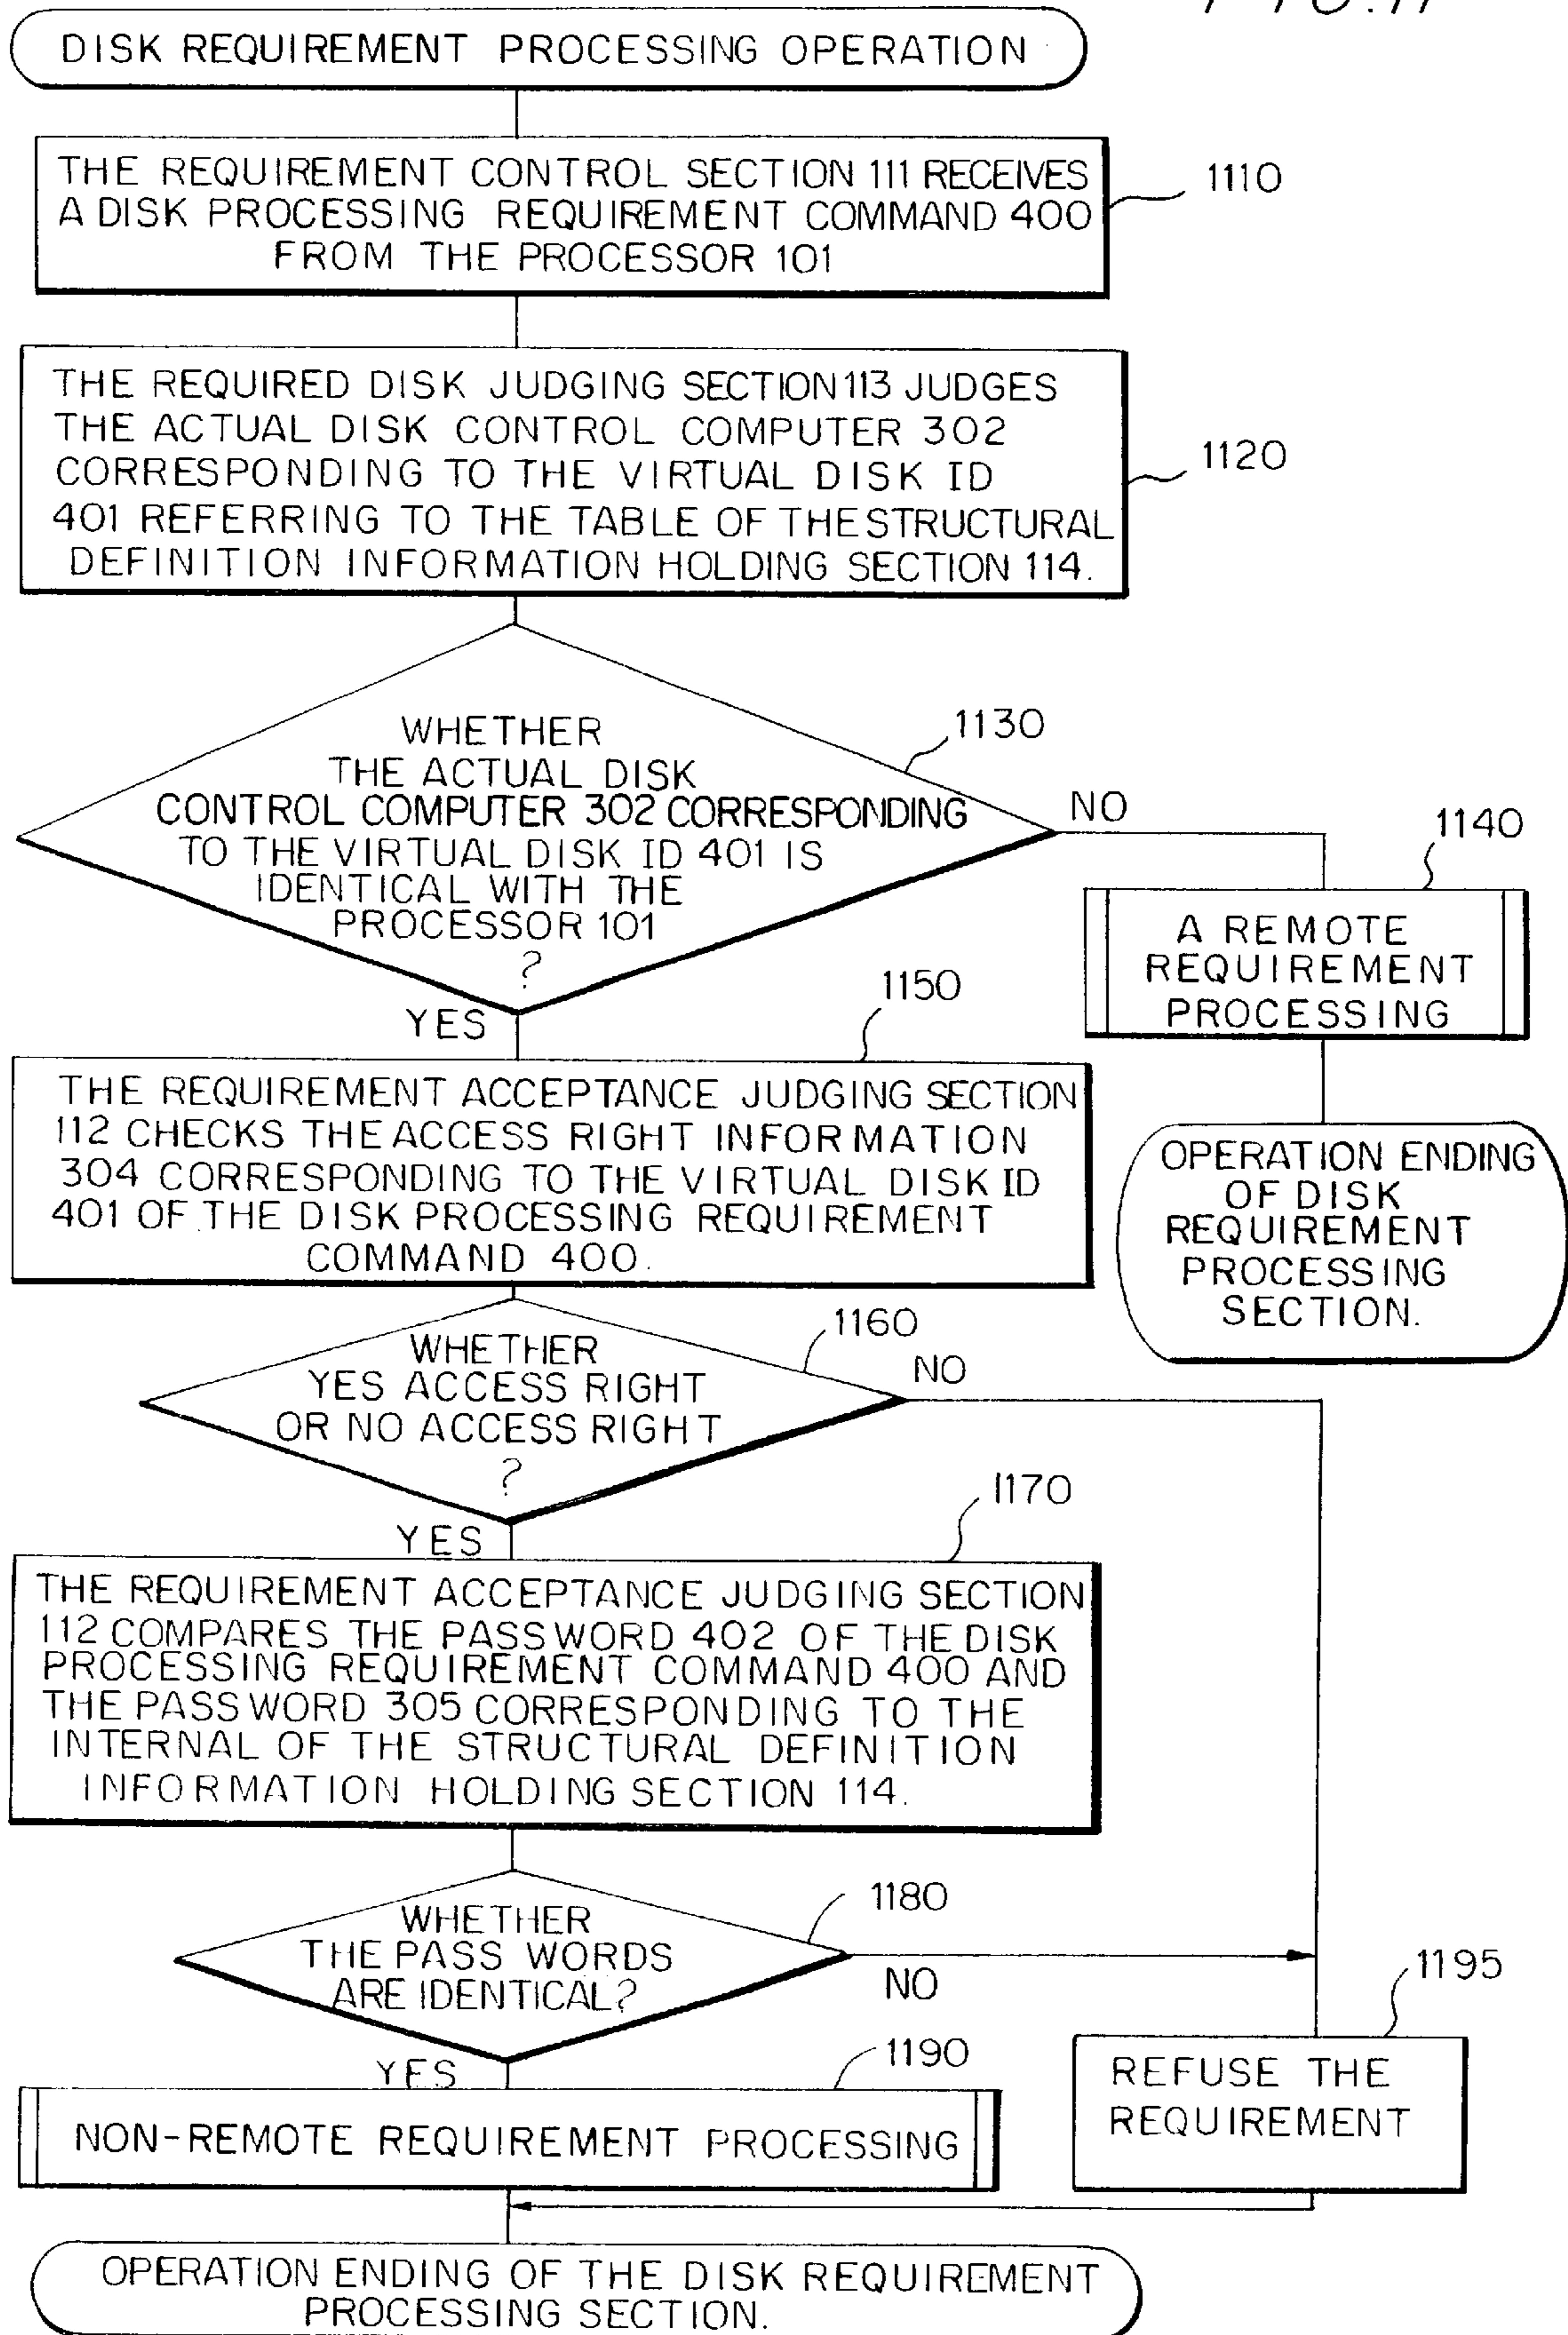 FIG. 11
DISK REQUIREMENT PROCESSING OPERATION
THE REQUIREMENT CONTROL SECTION 111 RECEIVES
A DISK PROCESSING REQUIREMENT COMMAND 400
FROM THE PROCESSOR 101
1110
THE REQUIRED DISK JUDGING SECTION 113 JUDGES
THE ACTUAL DISK CONTROL COMPUTER 302
CORRESPONDING TO THE VIRTUAL DISK ID
401 REFERRING TO THE TABLE OF THE STRUCTURAL
DEFINITION INFORMATION HOLDING SECTION 114.
1120
WHETHER
THE ACTUAL DISK
CONTROL COMPUTER 302 CORRESPONDING
TO THE VIRTUAL DISK ID 401 IS
IDENTICAL WITH THE
PROCESSOR 101
?
1130
NO
1140
A REMOTE
REQUIREMENT
PROCESSING
YES
1150
THE REQUIREMENT ACCEPTANCE JUDGING SECTION
112 CHECKS THE ACCESS RIGHT INFORMATION
304 CORRESPONDING TO THE VIRTUAL DISK ID
401 OF THE DISK PROCESSING REQUIREMENT
COMMAND 400.
OPERATION ENDING
OF DISK
REQUIREMENT
PROCESSING
SECTION.
WHETHER
YES ACCESS RIGHT
OR NO ACCESS RIGHT
?
1160
NO
YES
1170
THE REQUIREMENT ACCEPTANCE JUDGING SECTION
112 COMPARES THE PASSWORD 402 OF THE DISK
PROCESSING REQUIREMENT COMMAND 400 AND
THE PASSWORD 305 CORRESPONDING TO THE
INTERNAL OF THE STRUCTURAL DEFINITION
INFORMATION HOLDING SECTION 114.
WHETHER
THE PASS WORDS
ARE IDENTICAL?
1180
NO
1195
REFUSE THE
REQUIREMENT
YES
1190
NON-REMOTE REQUIREMENT PROCESSING
OPERATION ENDING OF THE DISK REQUIREMENT
PROCESSING SECTION.